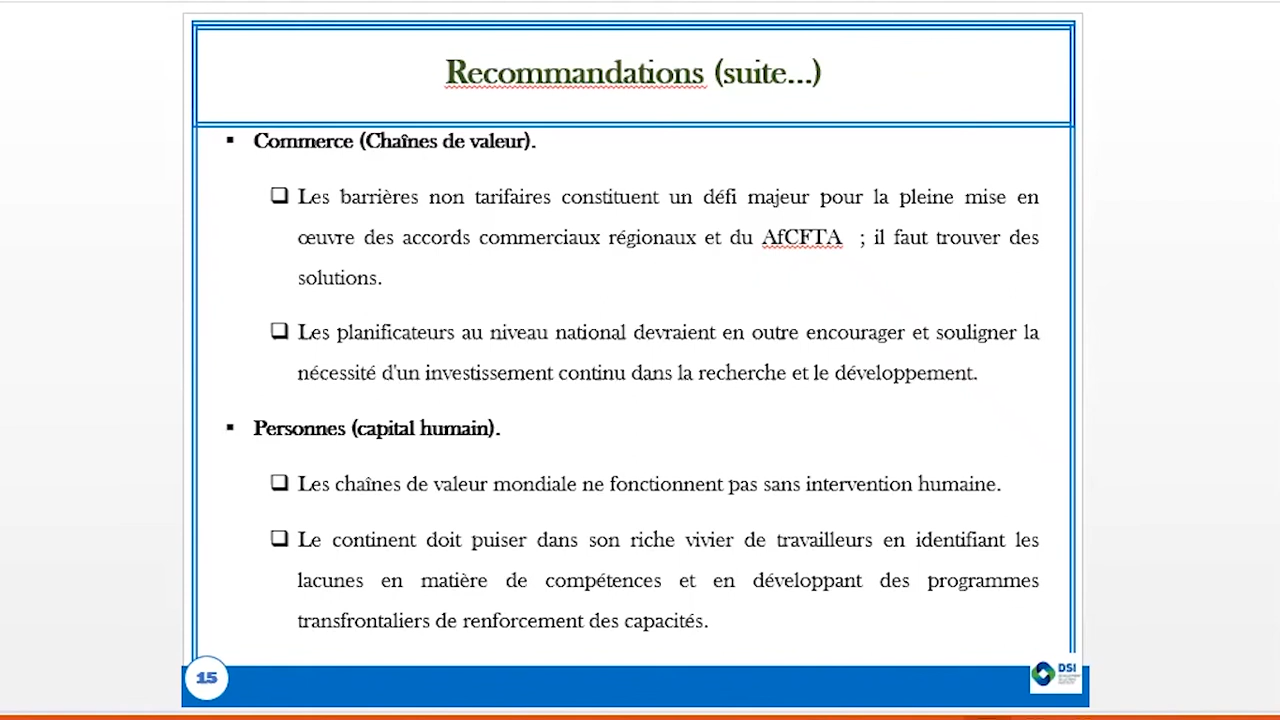 Recommandations (suite...)
▪ Commerce (Chaînes de valeur).
❑ Les barrières non tarifaires constituent un défi majeur pour la pleine mise en
œuvre des accords commerciaux régionaux et du AfCFTA ; il faut trouver des
solutions.
❑ Les planificateurs au niveau national devraient en outre encourager et souligner la
nécessité d'un investissement continu dans la recherche et le développement.
▪ Personnes (capital humain).
❑ Les chaînes de valeur mondiale ne fonctionnent pas sans intervention humaine.
❑ Le continent doit puiser dans son riche vivier de travailleurs en identifiant les
lacunes en matière de compétences et en développant des programmes
transfrontaliers de renforcement des capacités.
15
DSI